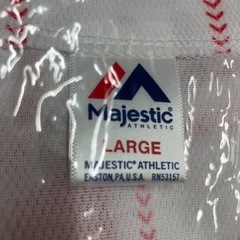 Majestic®
ATHLETIC
LARGE
MAJESTIC® ATHLETIC
EASTON, PA, U.S.A. RN53157